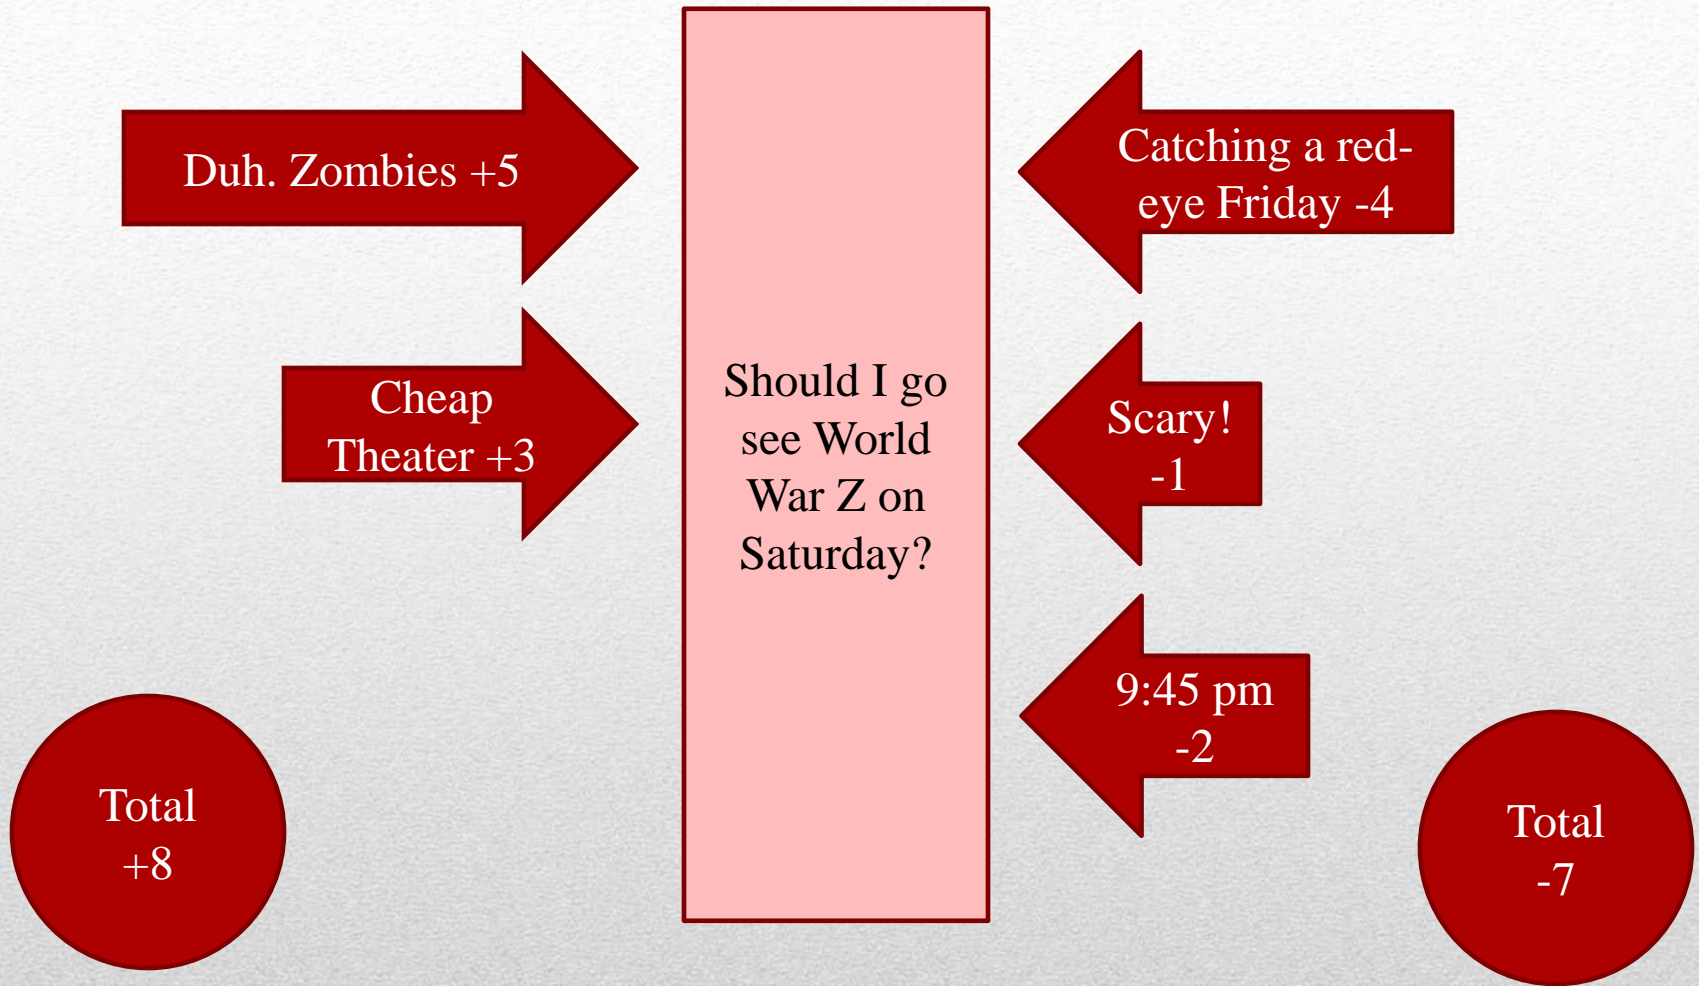 Duh. Zombies +5
Cheap
Theater +3
Total
+8
Should I go
see World
War Z on
Saturday?
Catching a red-
eye Friday -4
Scary!
-1
9:45 pm
-2
Total
-7